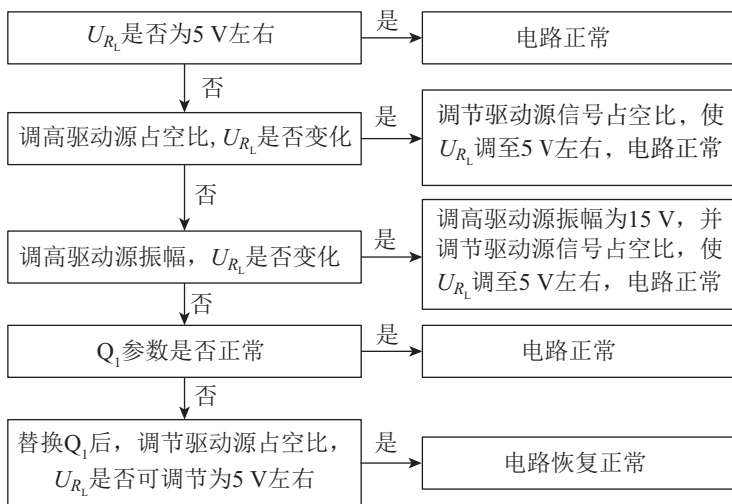 U_{R_L}是否为5 V左右
是
电路正常
否
调高驱动源占空比, U_{R_L}是否变化
是
调节驱动源信号占空比，使
U_{R_L}调至5 V左右，电路正常
否
调高驱动源振幅，U_{R_L}是否变化
是
调高驱动源振幅为15 V，并
调节驱动源信号占空比，使
U_{R_L}调至5 V左右，电路正常
否
Q_1参数是否正常
是
电路正常
否
替换Q_1后，调节驱动源占空比，
U_{R_L}是否可调节为5 V左右
是
电路恢复正常